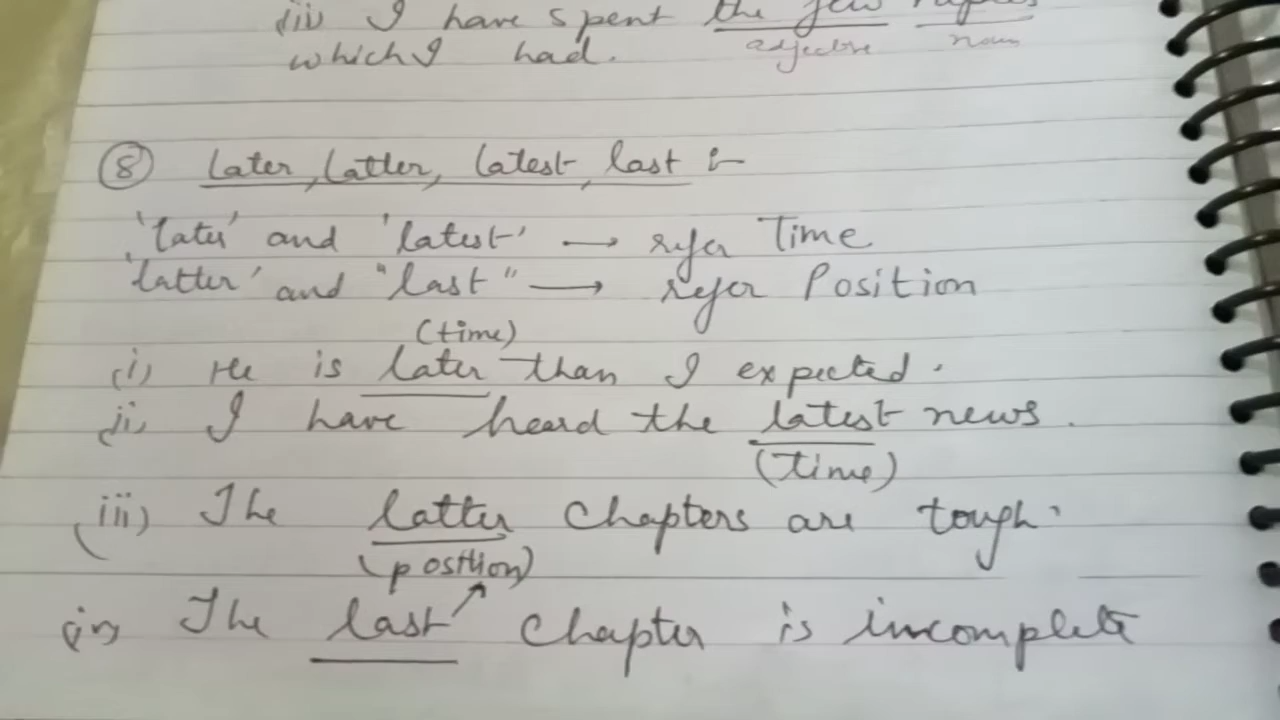 (iii) I have spent the few rupees
which I had. adjective noun
⑧ Later, Latter, Latest, last :-
'later' and 'latest' → refer Time
'latter' and "last" → refer Position
(time)
(i) He is later than I expected.
(ii) I have heard the latest news.
(time)
(iii) The latter chapters are tough.
(position)
(iv) The last chapter is incomplete